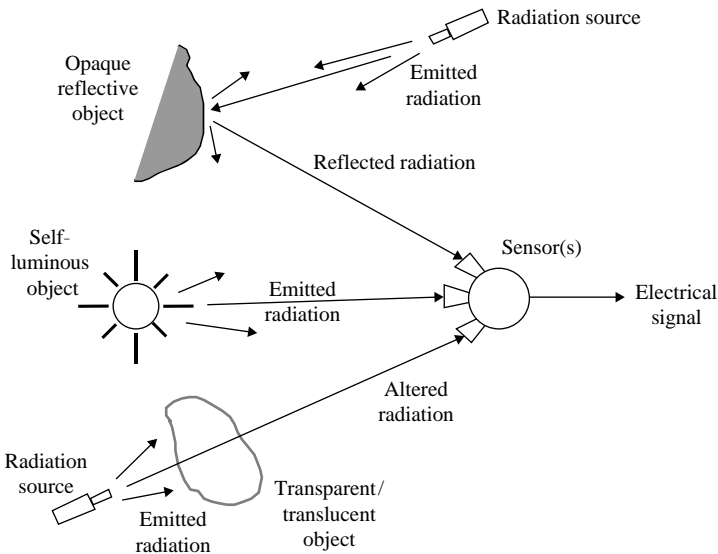 Radiation source
Opaque
reflective
object
Emitted
radiation
Reflected radiation
Self-
luminous
object
Sensor(s)
Emitted
radiation
Electrical
signal
Altered
radiation
Radiation
source
Transparent/
translucent
object
Emitted
radiation